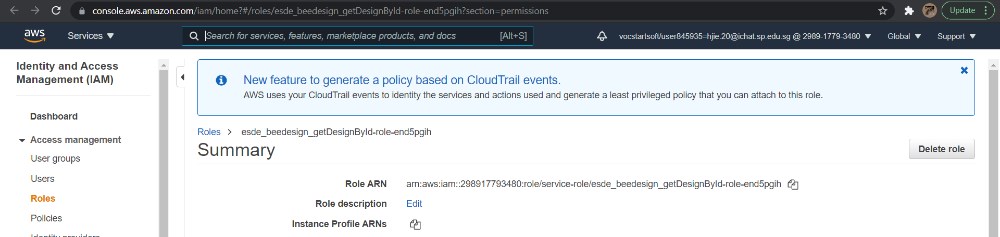 console.aws.amazon.com/iam/home?#/roles/esde_beedesign_getDesignById-role-end5pgih?section=permissions
Update
aws
Services
Search for services, features, marketplace products, and docs
[Alt+S]
vocstartsoft/user845935=hjie.20@ichat.sp.edu.sg @ 2989-1779-3480
Global
Support
Identity and Access
Management (IAM)
Dashboard
Access management
User groups
Users
Roles
Policies
Identity providers
New feature to generate a policy based on CloudTrail events.
AWS uses your CloudTrail events to identity the services and actions used and generate a least privileged policy that you can attach to this role.
Roles > esde_beedesign_getDesignById-role-end5pgih
Summary
Delete role
Role ARN arn:aws:iam::298917793480:role/service-role/esde_beedesign_getDesignById-role-end5pgih
Role description Edit
Instance Profile ARNs